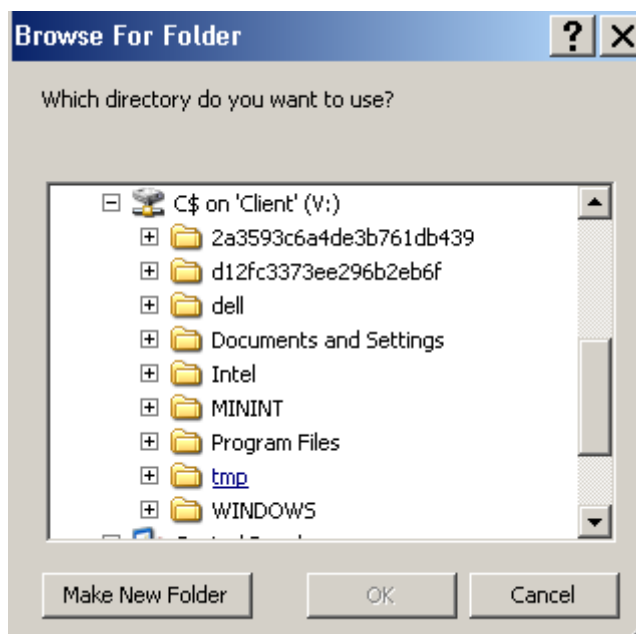 Browse For Folder
Which directory do you want to use?
C$ on 'Client' (V:)
2a3593c6a4de3b761db439
d12fc3373ee296b2eb6f
dell
Documents and Settings
Intel
MININT
Program Files
tmp
WINDOWS
Make New Folder OK Cancel